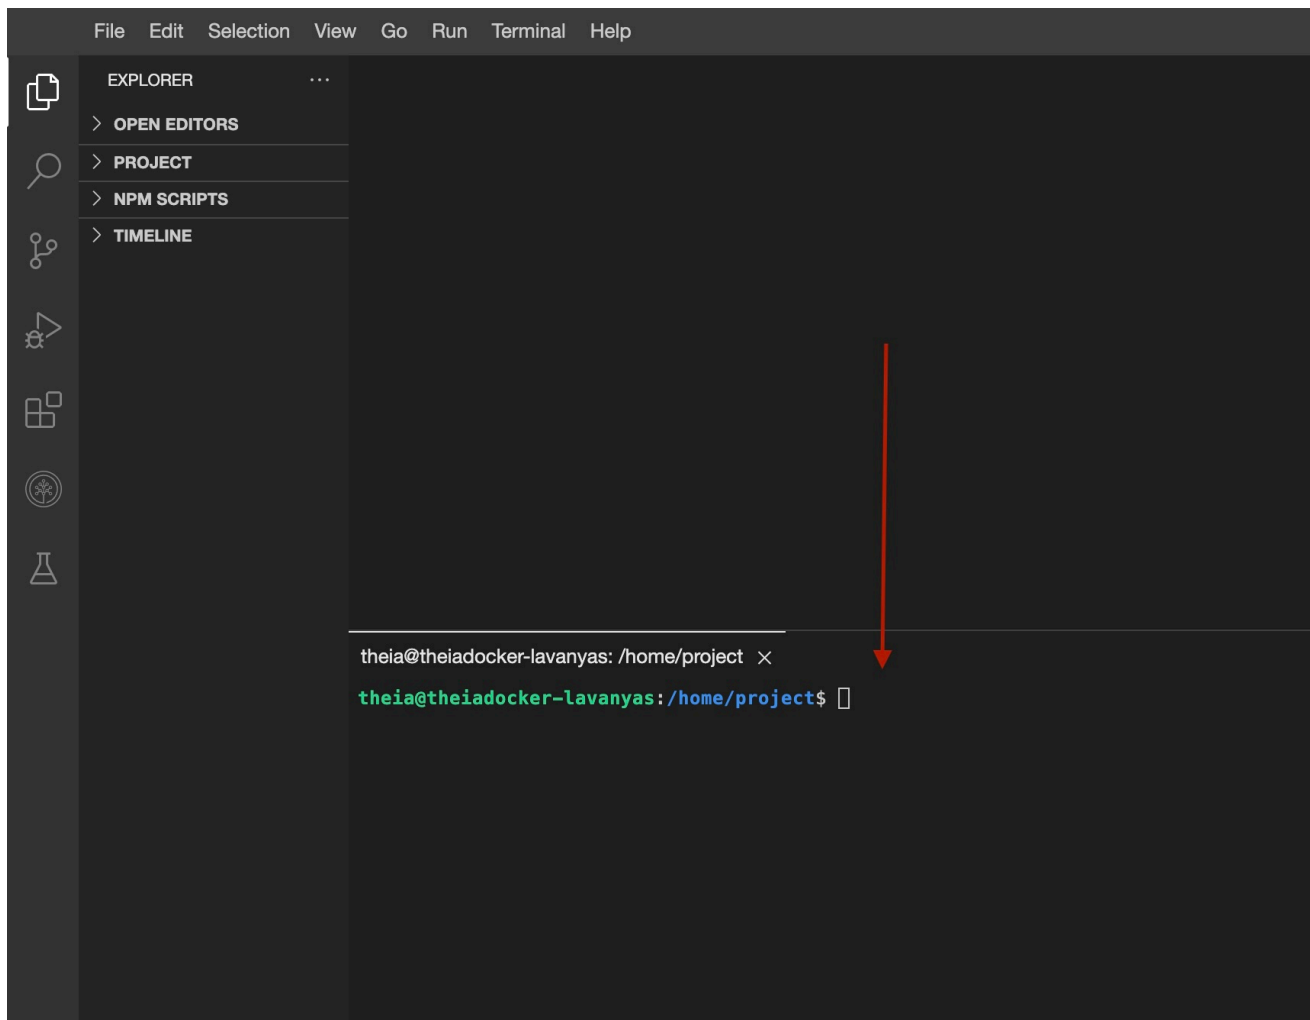 File Edit Selection View Go Run Terminal Help
EXPLORER ...
OPEN EDITORS
PROJECT
NPM SCRIPTS
TIMELINE
theia@theiadocker-lavanyas: /home/project
theia@theiadocker-lavanyas:/home/project$